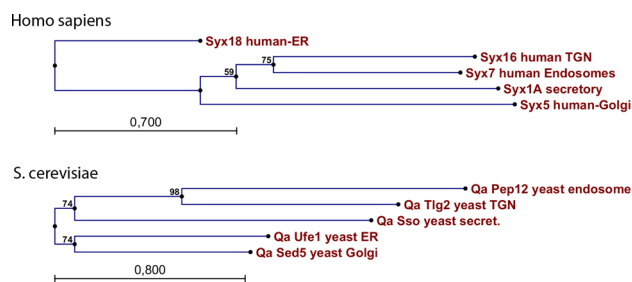 Homo sapiens
Syx18 human-ER
75
Syx16 human TGN
59
Syx7 human Endosomes
Syx1A secretory
Syx5 human-Golgi
0,700
S. cerevisiae
98
Qa Pep12 yeast endosome
74
Qa Tlg2 yeast TGN
Qa Sso yeast secret.
74
Qa Ufe1 yeast ER
Qa Sed5 yeast Golgi
0,800